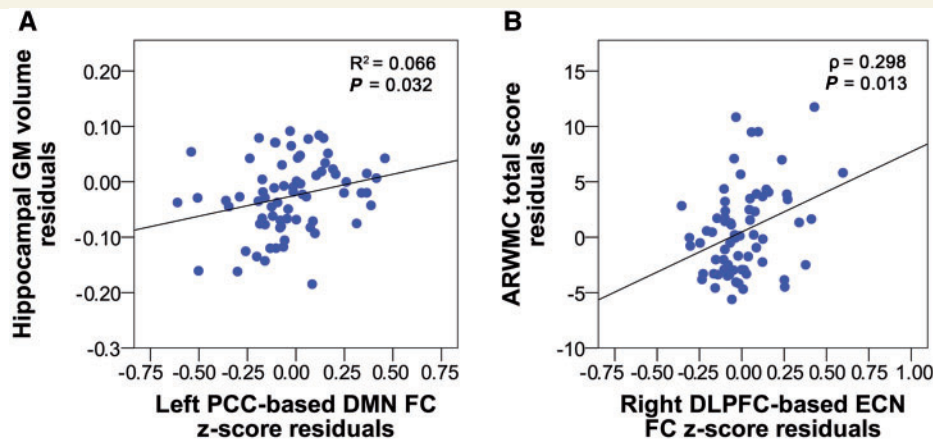 A
Hippocampal GM volume
residuals
R² = 0.066
P = 0.032
0.20
0.10
0.00
-0.10
-0.20
-0.3
-0.75 -0.50 -0.25 0.00 0.25 0.50 0.75
Left PCC-based DMN FC
z-score residuals
B
ARWMC total score
residuals
ρ = 0.298
P = 0.013
15
10
5
0
-5
-10
-0.75 -0.50 -0.25 0.00 0.25 0.50 0.75 1.00
Right DLPFC-based ECN
FC z-score residuals